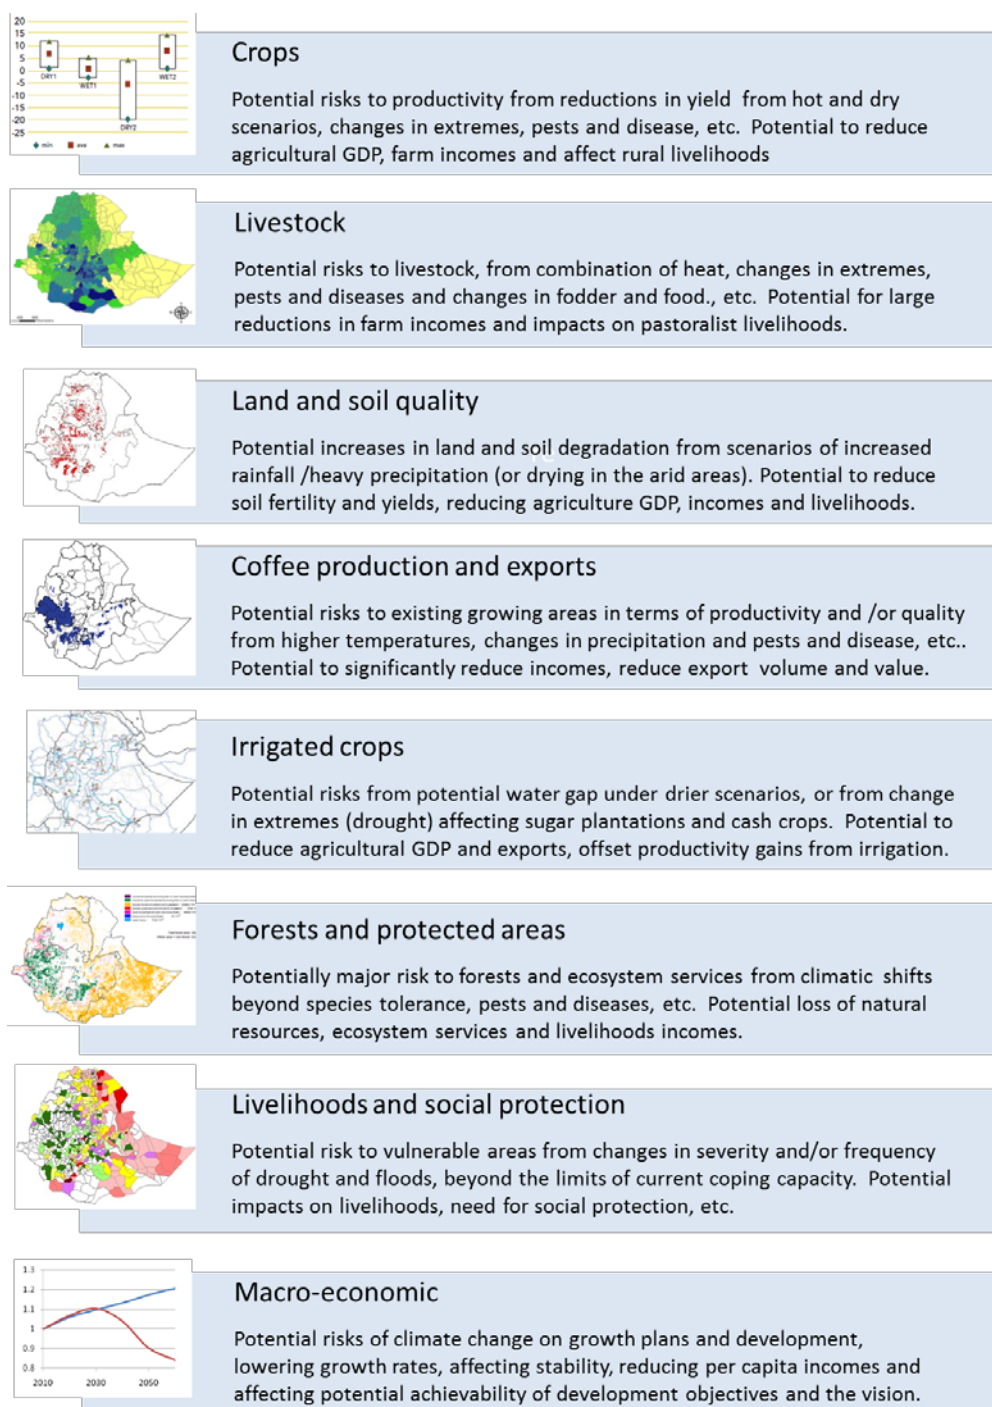 20
15
10
5
0
-5
-10
-15
-20
-25
DRY1
WET1
DRY2
WET2
min
ave
max
Crops
Potential risks to productivity from reductions in yield from hot and dry
scenarios, changes in extremes, pests and disease, etc. Potential to reduce
agricultural GDP, farm incomes and affect rural livelihoods
Livestock
Potential risks to livestock, from combination of heat, changes in extremes,
pests and diseases and changes in fodder and food., etc. Potential for large
reductions in farm incomes and impacts on pastoralist livelihoods.
Land and soil quality
Potential increases in land and soil degradation from scenarios of increased
rainfall /heavy precipitation (or drying in the arid areas). Potential to reduce
soil fertility and yields, reducing agriculture GDP, incomes and livelihoods.
Coffee production and exports
Potential risks to existing growing areas in terms of productivity and /or quality
from higher temperatures, changes in precipitation and pests and disease, etc..
Potential to significantly reduce incomes, reduce export volume and value.
Irrigated crops
Potential risks from potential water gap under drier scenarios, or from change
in extremes (drought) affecting sugar plantations and cash crops. Potential to
reduce agricultural GDP and exports, offset productivity gains from irrigation.
Forests and protected areas
Potentially major risk to forests and ecosystem services from climatic shifts
beyond species tolerance, pests and diseases, etc. Potential loss of natural
resources, ecosystem services and livelihoods incomes.
Livelihoods and social protection
Potential risk to vulnerable areas from changes in severity and/or frequency
of drought and floods, beyond the limits of current coping capacity. Potential
impacts on livelihoods, need for social protection, etc.
1.3
1.2
1.1
1
0.9
0.8
2010
2030
2050
Macro-economic
Potential risks of climate change on growth plans and development,
lowering growth rates, affecting stability, reducing per capita incomes and
affecting potential achievability of development objectives and the vision.